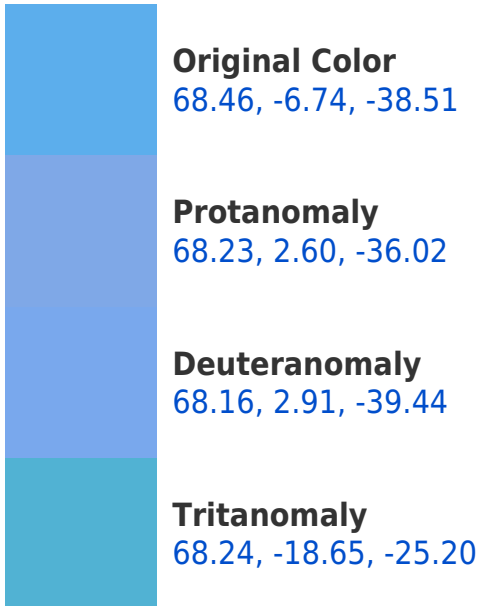 Original Color
68.46, -6.74, -38.51
Protanomaly
68.23, 2.60, -36.02
Deuteranomaly
68.16, 2.91, -39.44
Tritanomaly
68.24, -18.65, -25.20